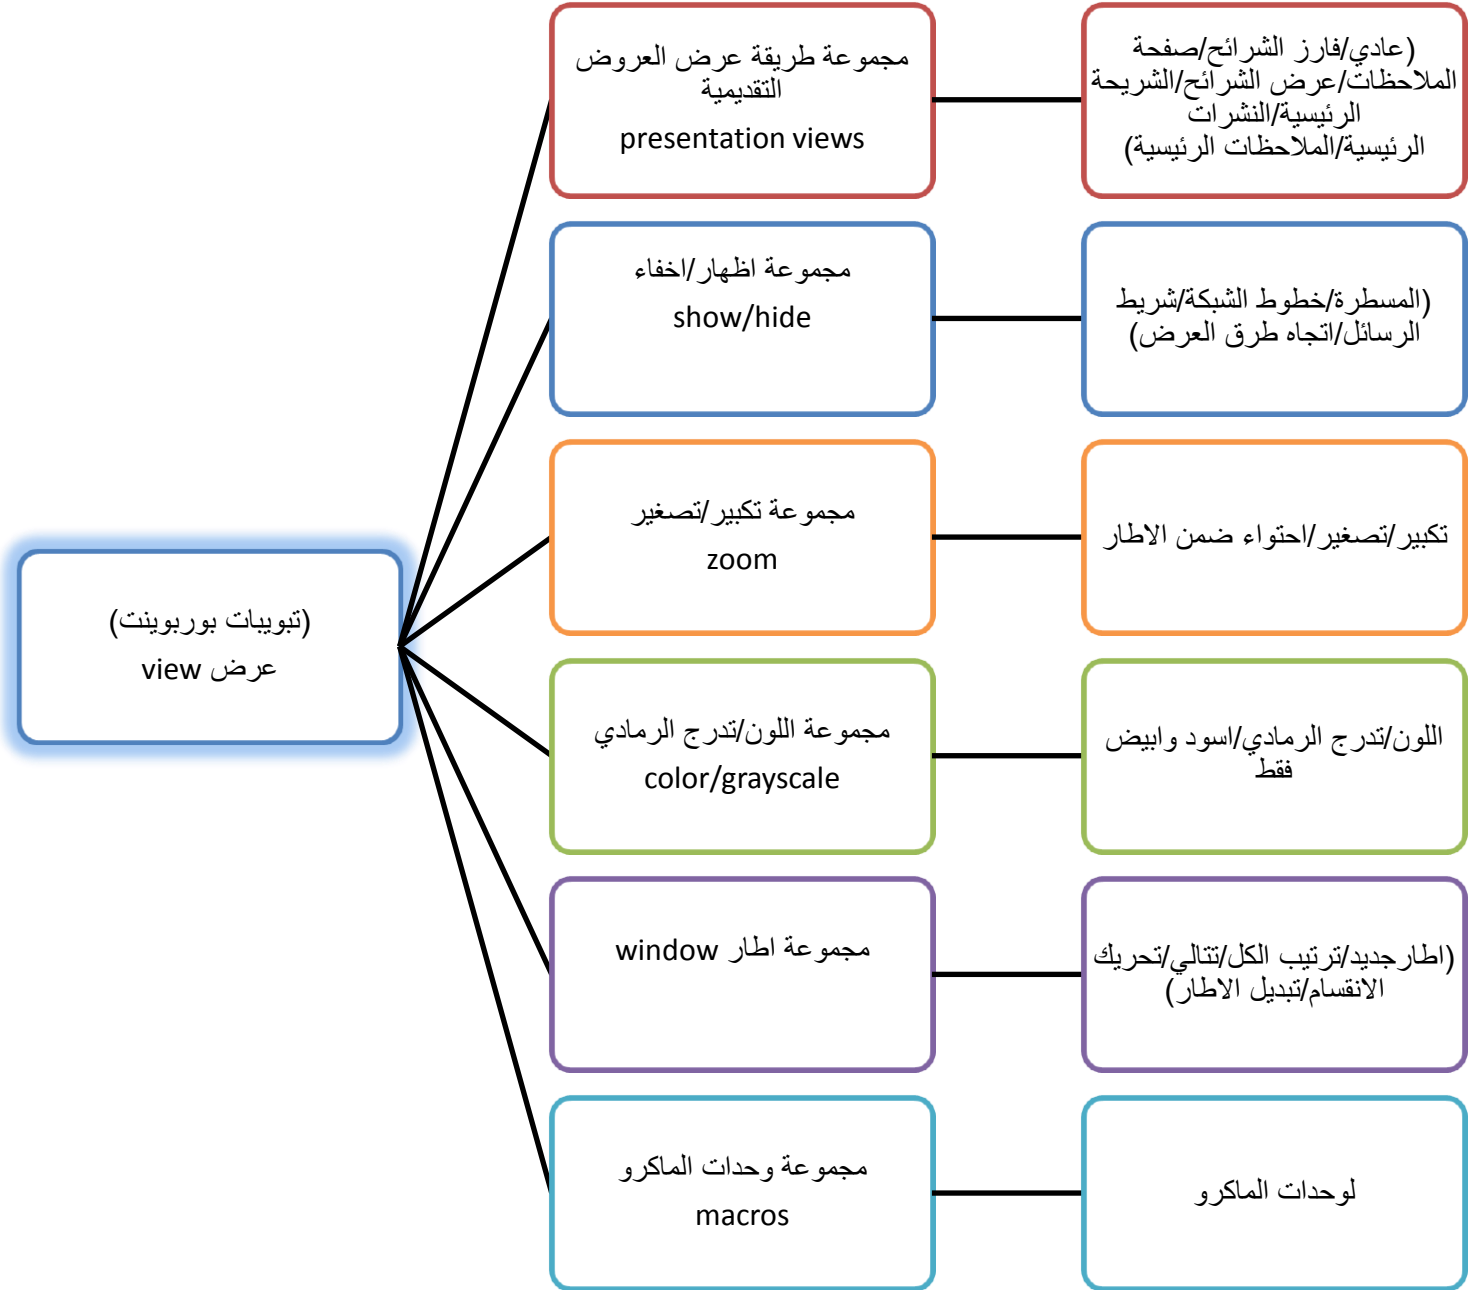 (تبويبات بوربوينت)
عرض view
مجموعة طريقة عرض العروض
التقديمية
presentation views
(عادي/فارز الشرائح/صفحة
الملاحظات/عرض الشرائح/الشريحة
الرئيسية/النشرات
الرئيسية/الملاحظات الرئيسية)
مجموعة اظهار/اخفاء
show/hide
(المسطرة/خطوط الشبكة/شريط
الرسائل/اتجاه طرق العرض)
مجموعة تكبير/تصغير
zoom
تكبير/تصغير/احتواء ضمن الاطار
مجموعة اللون/تدرج الرمادي
color/grayscale
اللون/تدرج الرمادي/اسود وابيض
فقط
مجموعة اطار window
(اطارجديد/ترتيب الكل/تتالي/تحريك
الانقسام/تبديل الاطار)
مجموعة وحدات الماكرو
macros
لوحدات الماكرو